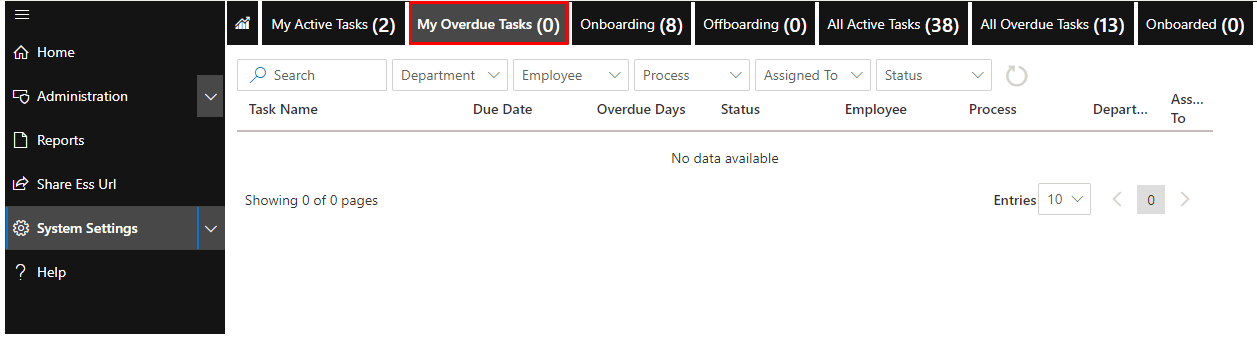 My Active Tasks (2) My Overdue Tasks (0) Onboarding (8) Offboarding (0) All Active Tasks (38) All Overdue Tasks (13) Onboarded (0)
Home
Administration
Reports
Share Ess Url
System Settings
Help
Search Department Employee Process Assigned To Status
Task Name Due Date Overdue Days Status Employee Process Depart... Ass... To
No data available
Showing 0 of 0 pages Entries 10 0